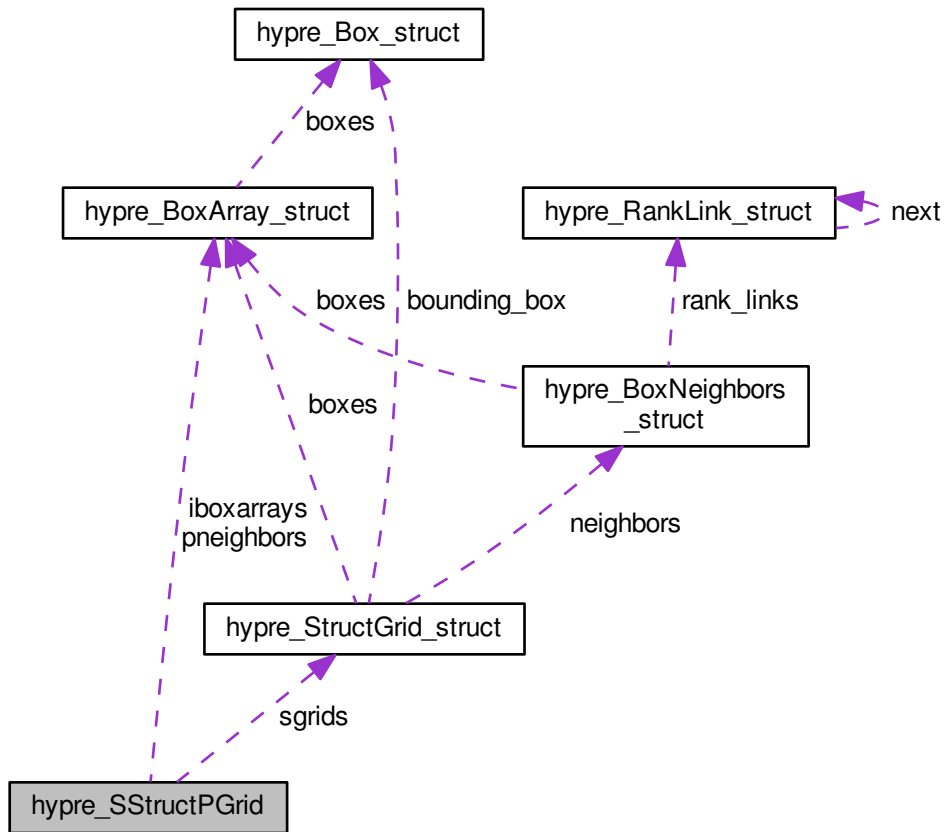 hypre_Box_struct
boxes
hypre_BoxArray_struct
hypre_RankLink_struct
next
boxes
bounding_box
rank_links
hypre_BoxNeighbors
_struct
boxes
iboxarrays
pneighbors
neighbors
hypre_StructGrid_struct
sgrids
hypre_SStructPGrid